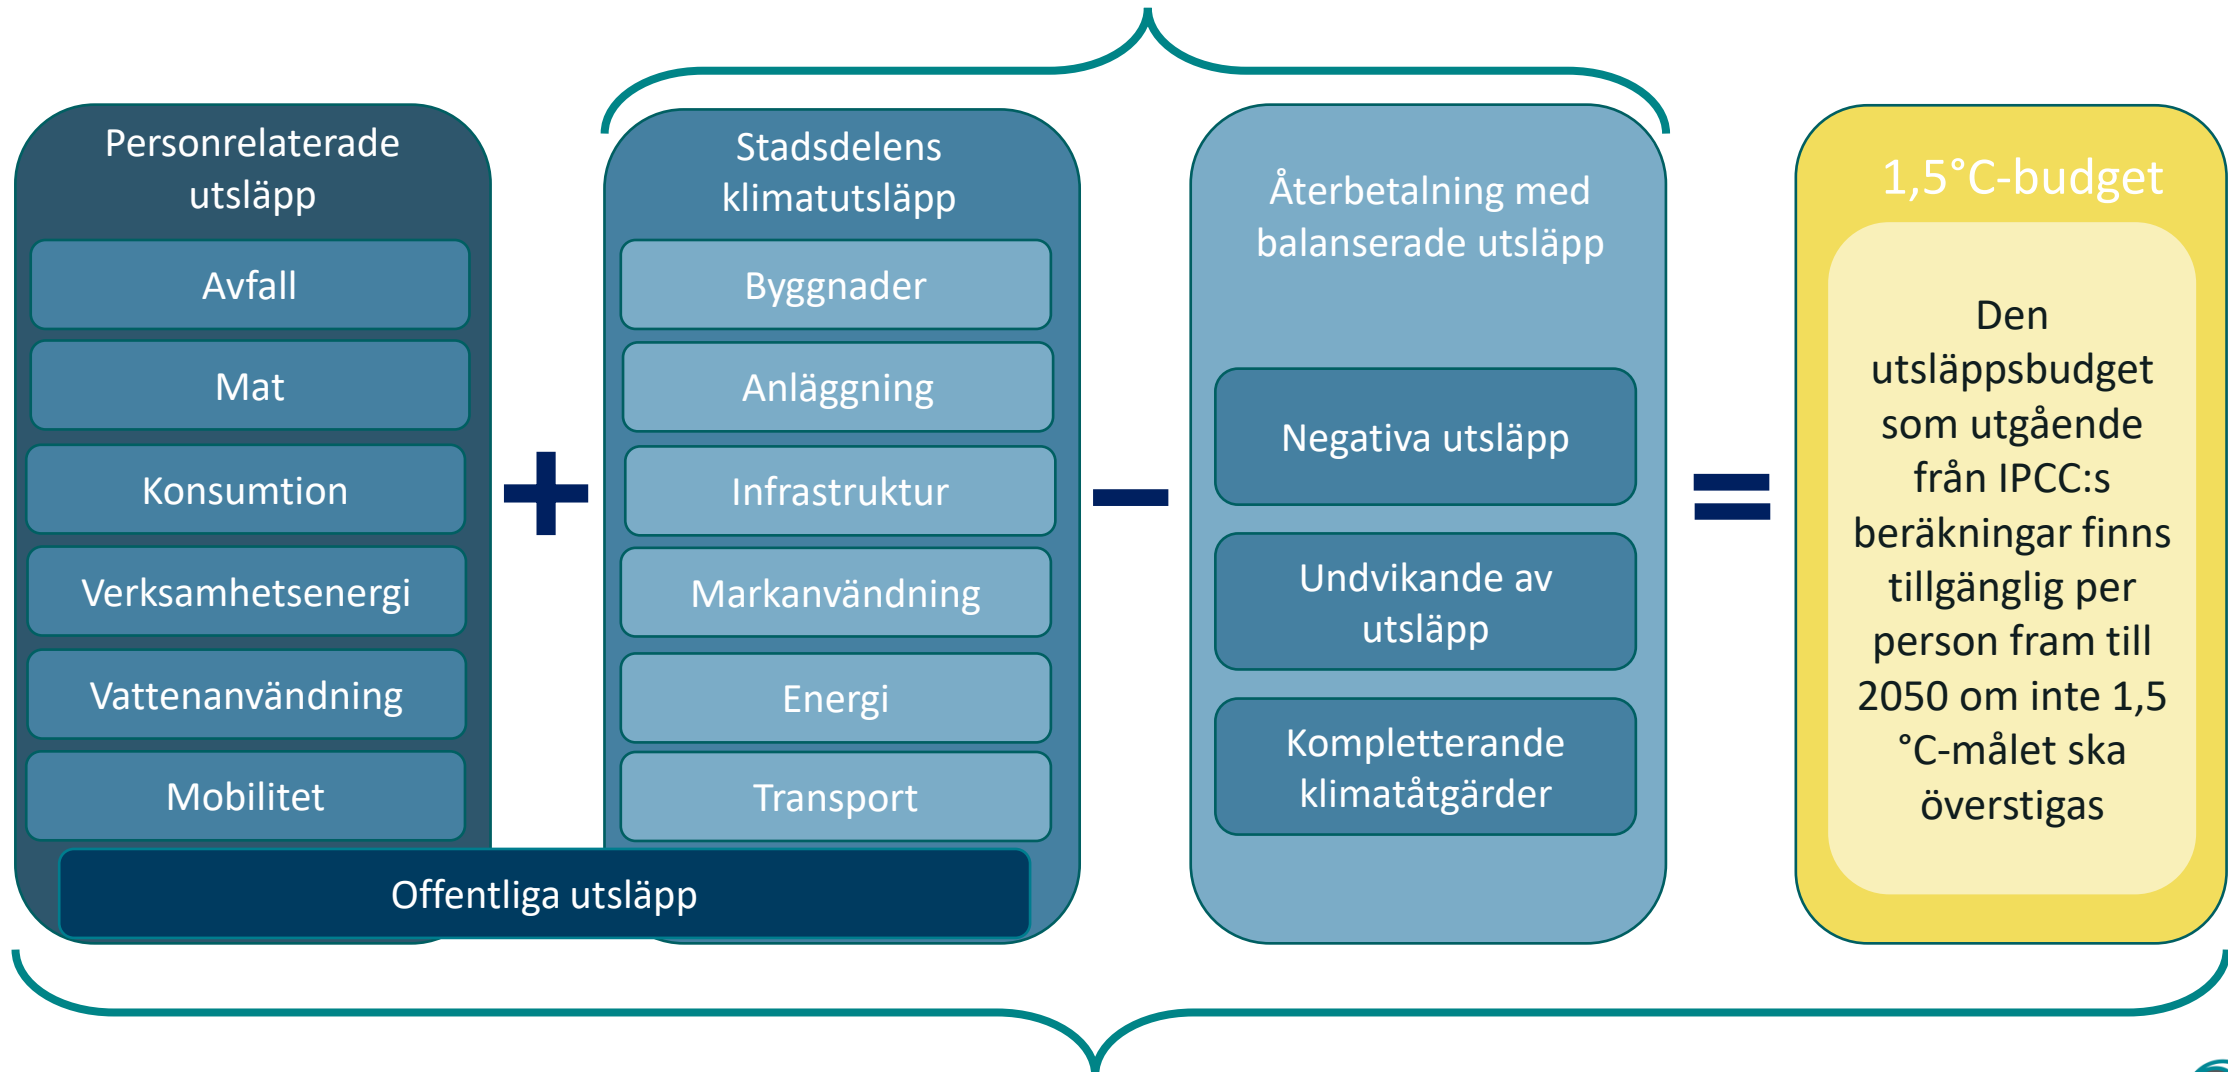 Personrelaterade
utsläpp
Avfall
Mat
Konsumtion
Verksamhetsenergi
Vattenanvändning
Mobilitet
+
Stadsdelens
klimatutsläpp
Byggnader
Anläggning
Infrastruktur
Markanvändning
Energi
Transport
Offentliga utsläpp
–
Återbetalning med
balanserade utsläpp
Negativa utsläpp
Undvikande av
utsläpp
Kompletterande
klimatåtgärder
=
1,5°C-budget
Den
utsläppsbudget
som utgående
från IPCC:s
beräkningar finns
tillgänglig per
person fram till
2050 om inte 1,5
°C-målet ska
överstigas